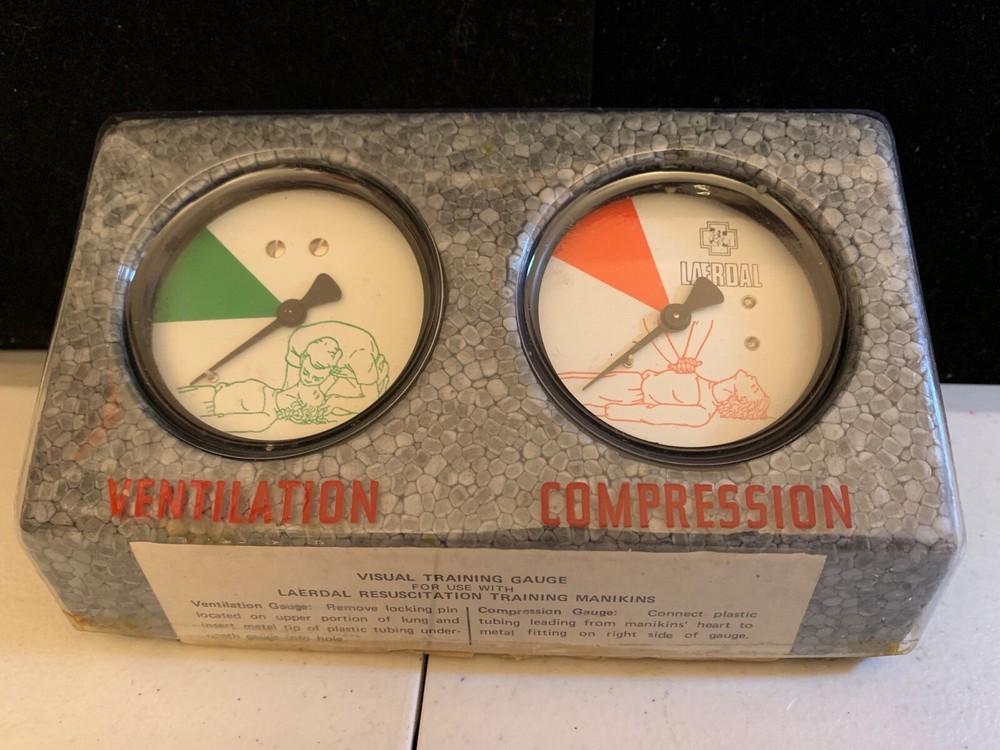 LAERDAL
VENTILATION
COMPRESSION
VISUAL TRAINING GAUGE
FOR USE WITH
LAERDAL RESUSCITATION TRAINING MANIKINS
Ventilation Gauge: Remove locking pin
located on upper portion of lung and
insert metal tip of plastic tubing under-
neath gauge into hole.
Compression Gauge: Connect plastic
tubing leading from manikins' heart to
metal fitting on right side of gauge.